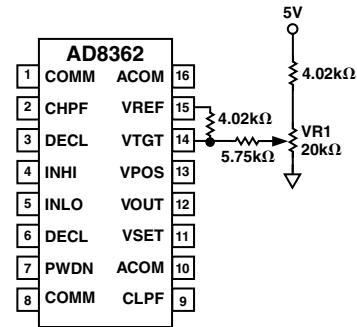 5V
AD8362
1 COMM ACOM 16
4.02kΩ
2 CHPF VREF 15
4.02kΩ VR1
3 DECL VTGT 14
20kΩ
5.75kΩ
4 INHI VPOS 13
5 INLO VOUT 12
6 DECL VSET 11
7 PWDN ACOM 10
8 COMM CLPF 9